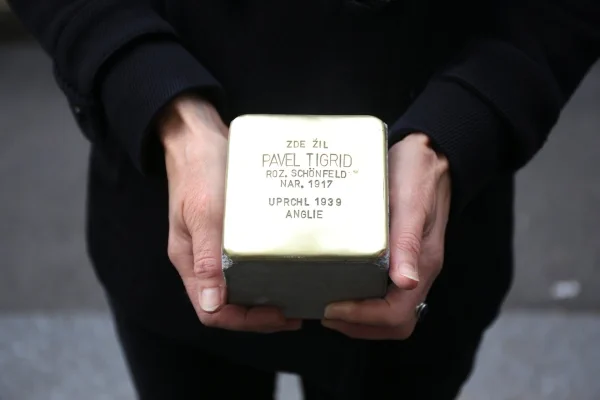 ZDE ŽIL
PAVEL TIGRID
ROZ. SCHÖNFELD
NAR. 1917
UPRCHL 1939
ANGLIE